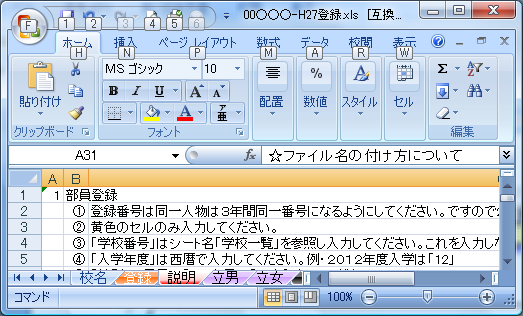 00〇〇〇-H27登録.xls [互換...
1 2 3 4 5
F
ホーム 挿入 ページ レイアウト 数式 データ 校閲 表示
H N P M A R W
貼り付け
MS ゴシック 10
B I U A A
配置 数値 スタイル セル
ア亜
クリップボード フォント 編集
A31 fx ☆ファイル名の付け方について
A B
1 1 部員登録
2 ① 登録番号は同一人物は3年間同一番号になるようにしてください。ですので
3 ② 黄色のセルのみ入力してください。
4 ③ 「学校番号」はシート名「学校一覧」を参照し入力してください。これを入力し
5 ④ 「入学年度」は西暦で入力してください。例・2012年度入学は「12」
校名 登録 説明 立男 立女
コマンド 100%